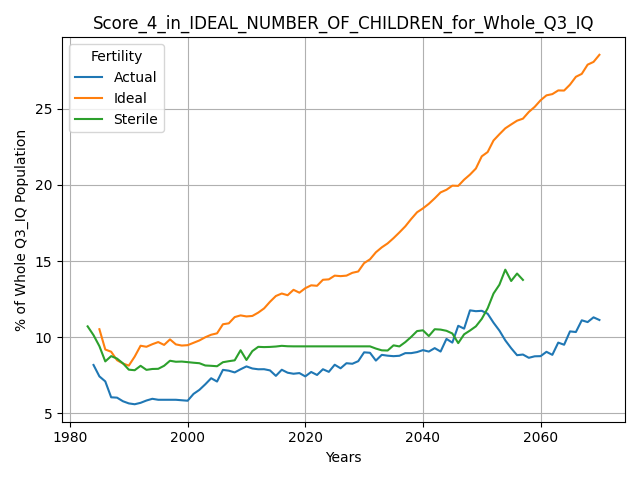 Score_4_in_IDEAL_NUMBER_OF_CHILDREN_for_Whole_Q3_IQ
Fertility
Actual
Ideal
Sterile
% of Whole Q3_IQ Population
25
20
15
10
5
1980
2000
2020
2040
2060
Years